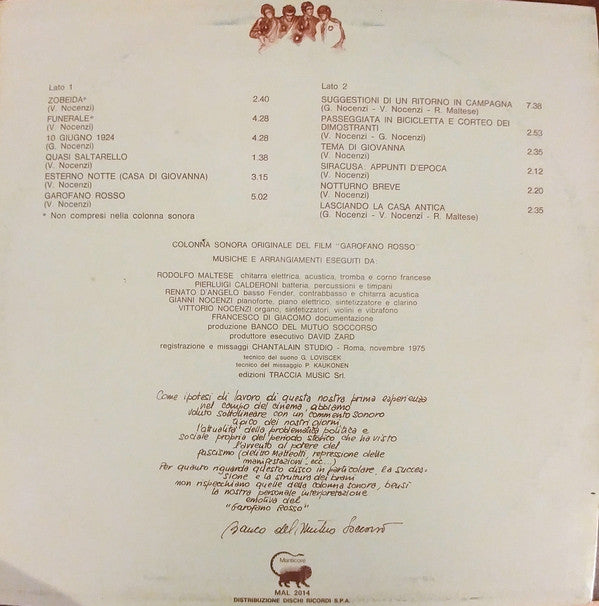 Lato 1
ZOBEIDA*
(V. Nocenzi)
2.40
FUNERALE*
(V. Nocenzi)
4.28
10 GIUGNO 1924
(G. Nocenzi)
4.28
QUASI SALTARELLO
(V. Nocenzi)
1.38
ESTERNO NOTTE (CASA DI GIOVANNA)
(V. Nocenzi)
3.15
GAROFANO ROSSO
(V. Nocenzi)
5.02
* Non compresi nella colonna sonora
Lato 2
SUGGESTIONI DI UN RITORNO IN CAMPAGNA
(G. Nocenzi - V. Nocenzi - R. Maltese)
7.38
PASSEGGIATA IN BICICLETTA E CORTEO DEI
DIMOSTRANTI
(V. Nocenzi - G. Nocenzi)
2.53
TEMA DI GIOVANNA
(V. Nocenzi)
2.35
SIRACUSA: APPUNTI D'EPOCA
(V. Nocenzi)
2.12
NOTTURNO BREVE
(V. Nocenzi)
2.20
LASCIANDO LA CASA ANTICA
(G. Nocenzi - V. Nocenzi - R. Maltese)
2.35
COLONNA SONORA ORIGINALE DEL FILM "GAROFANO ROSSO"
MUSICHE E ARRANGIAMENTI ESEGUITI DA:
RODOLFO MALTESE chitarra elettrica, acustica, tromba e corno francese
PIERLUIGI CALDERONI batteria, percussioni e timpani
RENATO D'ANGELO basso Fender, contrabbasso e chitarra acustica
GIANNI NOCENZI pianoforte, piano elettrico, sintetizzatore e clarino
VITTORIO NOCENZI organo, sintetizzatori, violini e vibrafono
FRANCESCO DI GIACOMO documentazione
produzione BANCO DEL MUTUO SOCCORSO
produttore esecutivo DAVID ZARD
registrazione e missaggi CHANTALAIN STUDIO - Roma, novembre 1975
tecnico del suono G. LOVISCEK
tecnico del missaggio P. KAUKONEN
edizioni TRACCIA MUSIC Srl.
Come ipotesi di lavoro di questa nostra prima esperienza
nel campo del cinema, abbiamo
voluto sottolineare con un commento sonoro
tipico dei nostri giorni
l'attualità della problematica politica e
sociale propria del periodo storico che ha visto
l'avvento al potere del
fascismo (delitto Matteotti, repressione delle
manifestazioni, ecc...)
Per quanto riguarda questo disco in particolare, la succes-
sione e la struttura dei brani
non rispecchiano quelle della colonna sonora, bensì
la nostra personale interpretazione
emotiva del
"Garofano Rosso"
Banco del Mutuo Soccorso
Manticore
MAL 2014
DISTRIBUZIONE DISCHI RICORDI S.P.A.